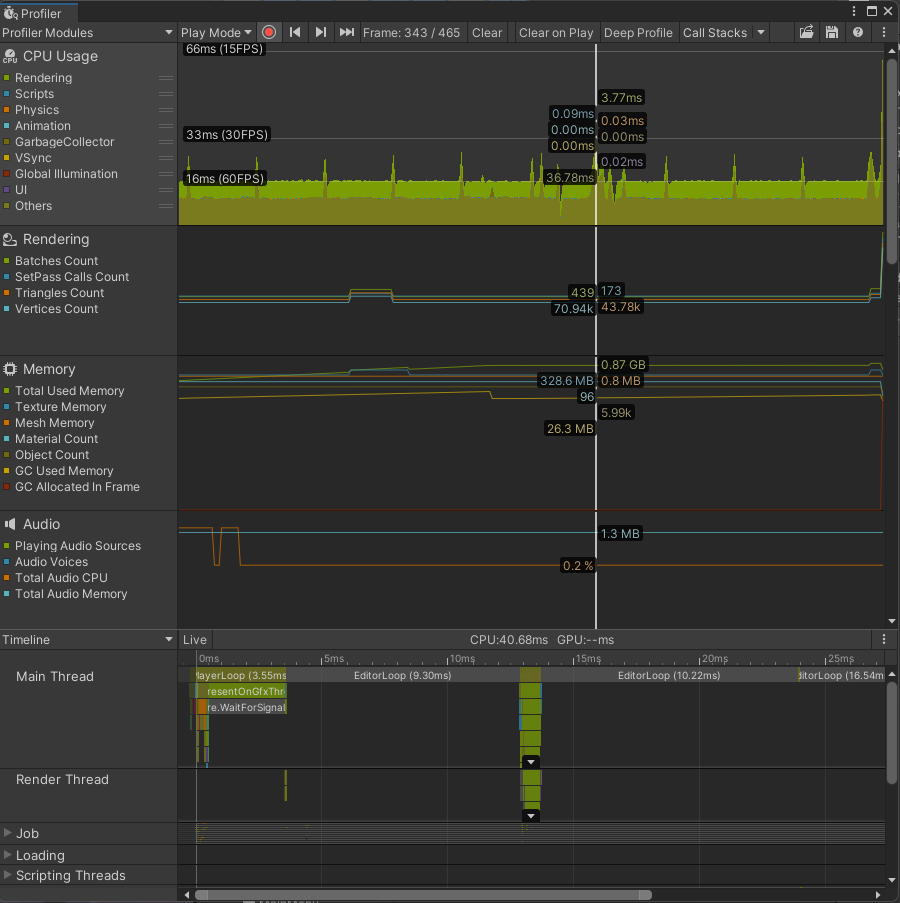 Profiler
Profiler Modules
Play Mode
Frame: 343 / 465
Clear
Clear on Play
Deep Profile
Call Stacks
CPU Usage
Rendering
Scripts
Physics
Animation
GarbageCollector
VSync
Global Illumination
UI
Others
66ms (15FPS)
33ms (30FPS)
16ms (60FPS)
3.77ms
0.09ms
0.03ms
0.00ms
0.00ms
0.00ms
0.02ms
36.78ms
Rendering
Batches Count
SetPass Calls Count
Triangles Count
Vertices Count
439
173
70.94k
43.78k
Memory
Total Used Memory
Texture Memory
Mesh Memory
Material Count
Object Count
GC Used Memory
GC Allocated In Frame
0.87 GB
328.6 MB
0.8 MB
96
5.99k
26.3 MB
Audio
Playing Audio Sources
Audio Voices
Total Audio CPU
Total Audio Memory
1.3 MB
0.2 %
Timeline
Live
CPU:40.68ms GPU:--ms
0ms
5ms
10ms
15ms
20ms
25ms
Main Thread
layerLoop (3.55ms
EditorLoop (9.30ms)
EditorLoop (10.22ms)
litorLoop (16.54m
resentOnGfxThr
re.WaitForSignal
Render Thread
Job
Loading
Scripting Threads